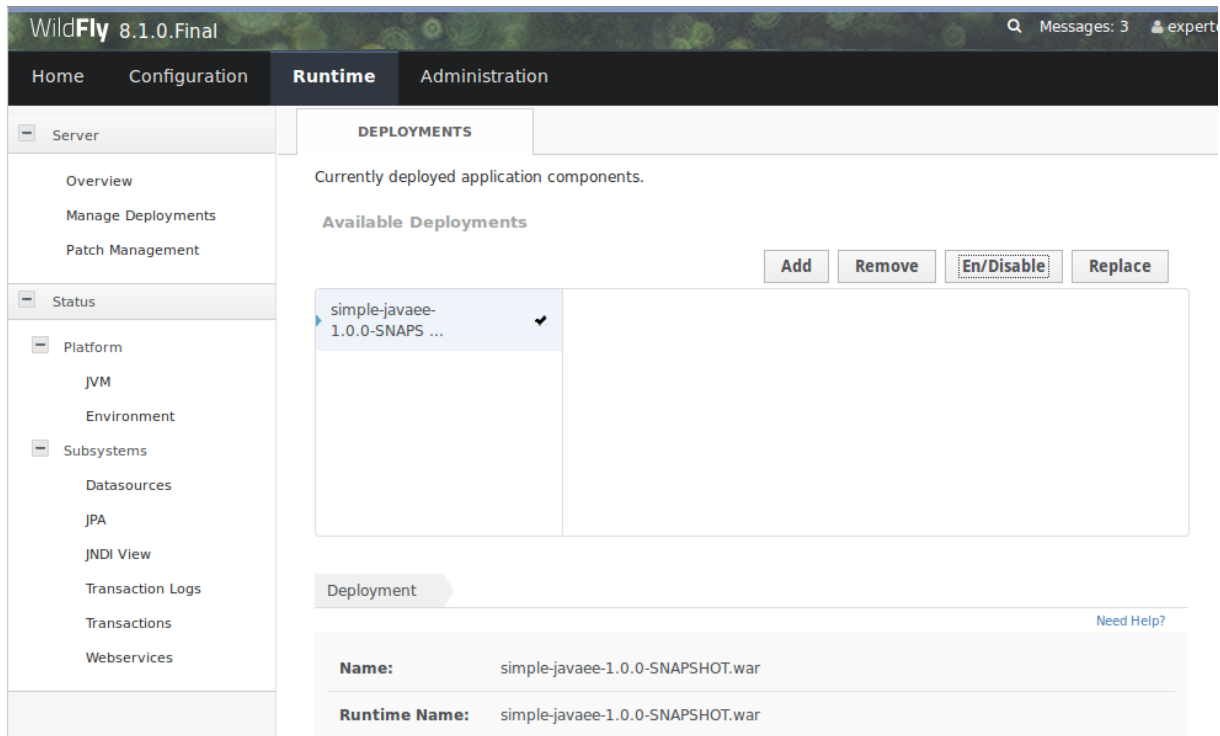 WildFly 8.1.0.Final
Messages: 3 experte
Home Configuration Runtime Administration
Server
Overview
Manage Deployments
Patch Management
Status
Platform
JVM
Environment
Subsystems
Datasources
JPA
JNDI View
Transaction Logs
Transactions
Webservices
DEPLOYMENTS
Currently deployed application components.
Available Deployments
Add Remove En/Disable Replace
simple-javaee-
1.0.0-SNAPS ...
Deployment
Need Help?
Name: simple-javaee-1.0.0-SNAPSHOT.war
Runtime Name: simple-javaee-1.0.0-SNAPSHOT.war